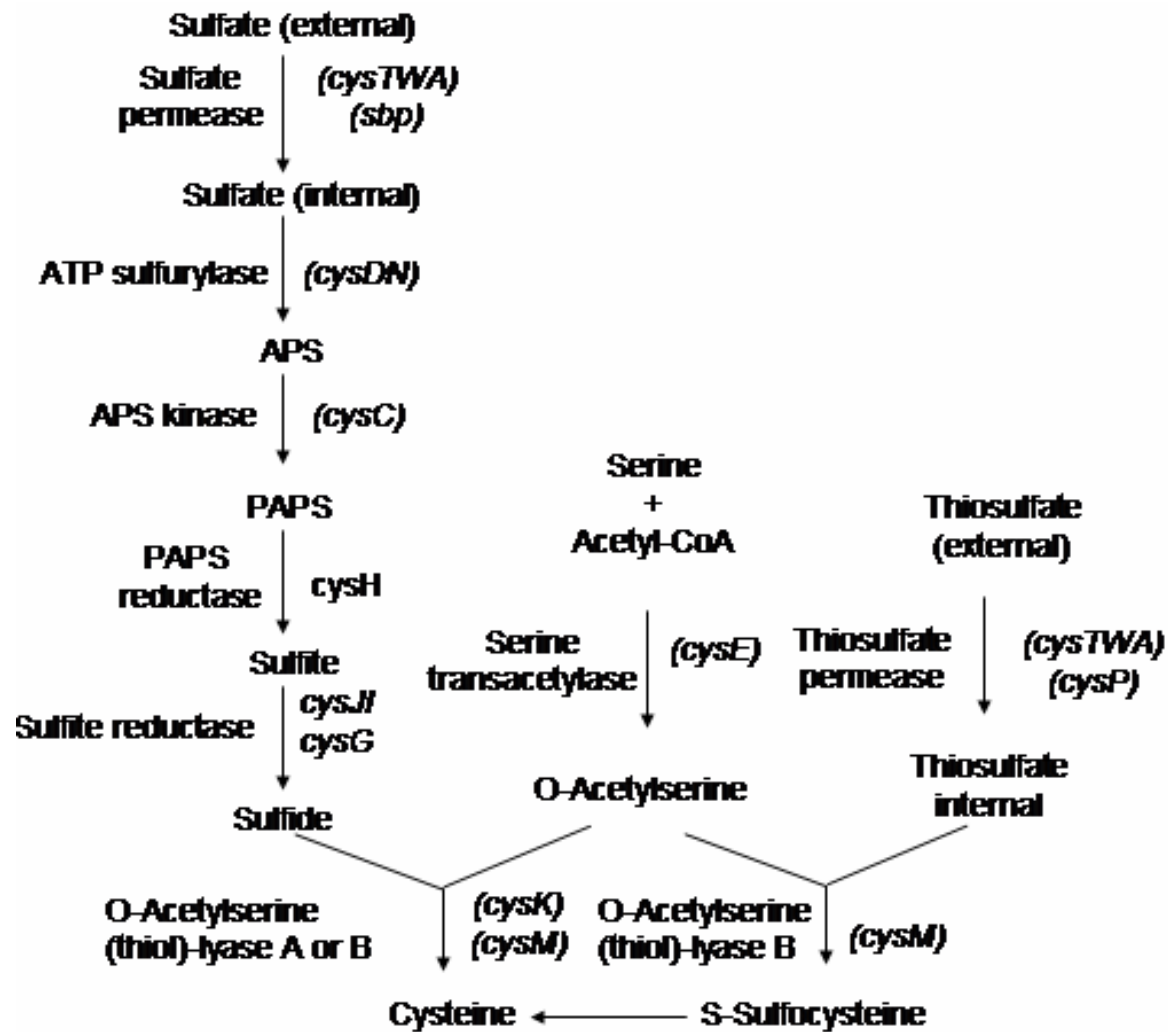 Sulfate (external)
Sulfate
permease
(cysTWA)
(sbp)
Sulfate (internal)
ATP sulfurylase
(cysDN)
APS
APS kinase
(cysC)
PAPS
PAPS
reductase
cysH
Sulfite
Sulfite reductase
cysJI
cysG
Sulfide
Serine
+
Acetyl-CoA
Serine
transacetylase
(cysE)
O-Acetylserine
Thiosulfate
(external)
Thiosulfate
permease
(cysTWA)
(cysP)
Thiosulfate
internal
O-Acetylserine
(thiol)-lyase A or B
(cysK)
(cysM)
O-Acetylserine
(thiol)-lyase B
(cysM)
Cysteine
S-Sulfocysteine